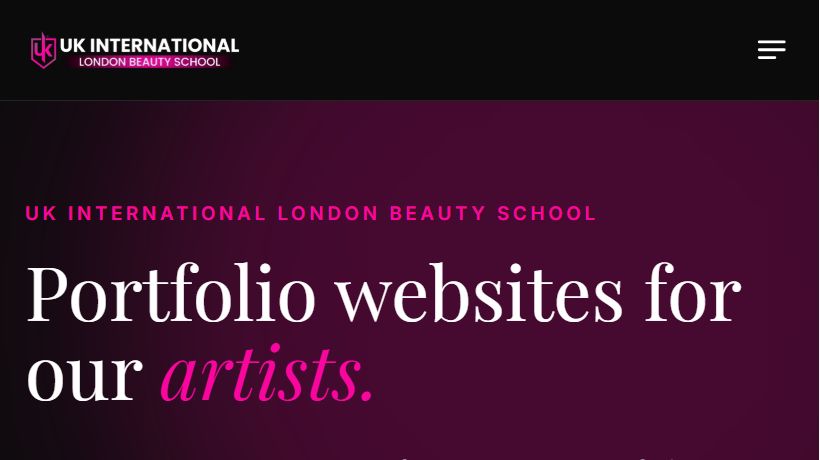 UK INTERNATIONAL
LONDON BEAUTY SCHOOL
UK INTERNATIONAL LONDON BEAUTY SCHOOL
Portfolio websites for
our artists.